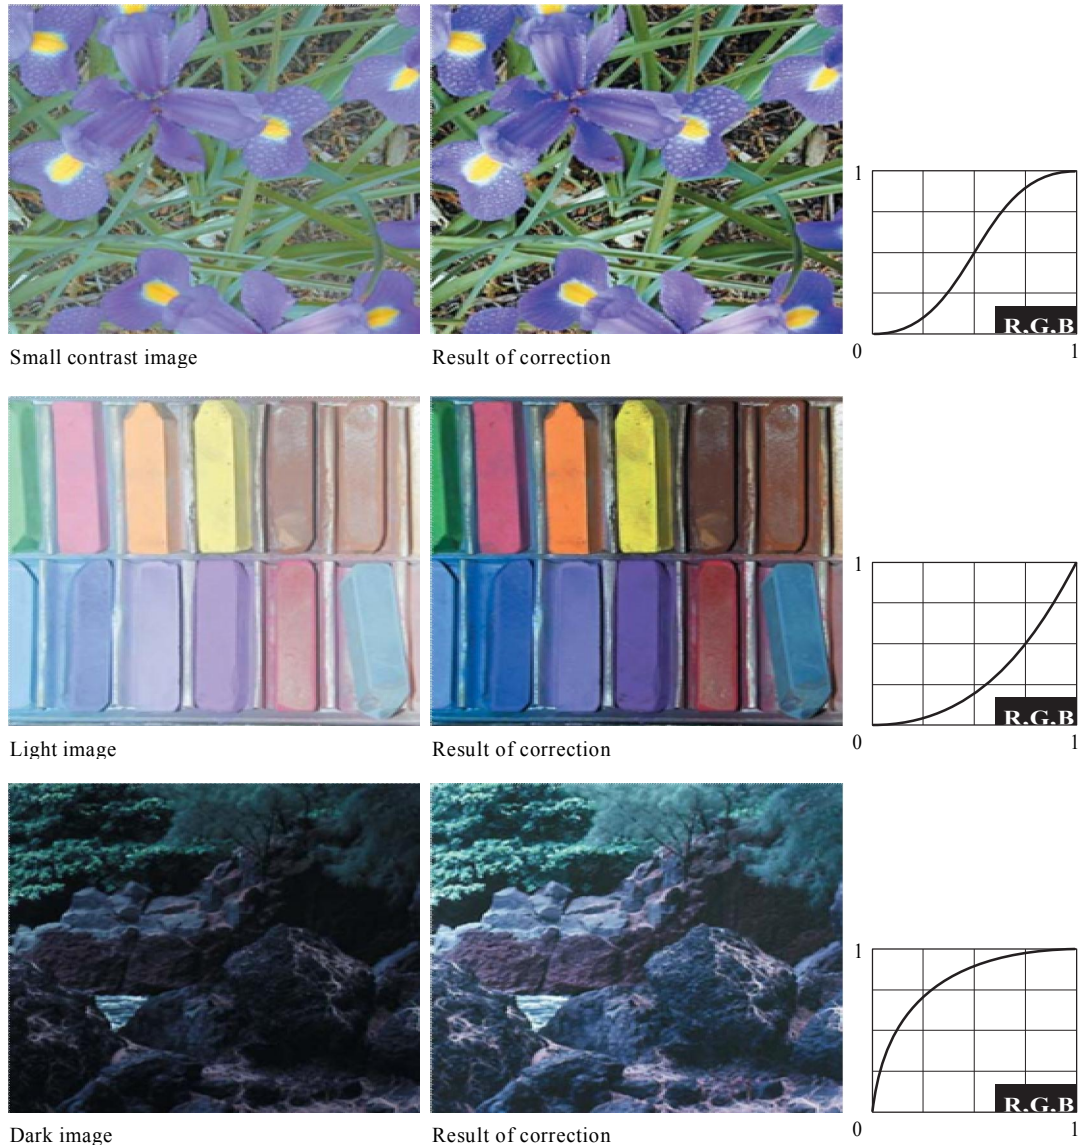 1
R,G,B
Small contrast image
Result of correction
0
1
1
R,G,B
Light image
Result of correction
0
1
1
R,G,B
Dark image
Result of correction
0
1